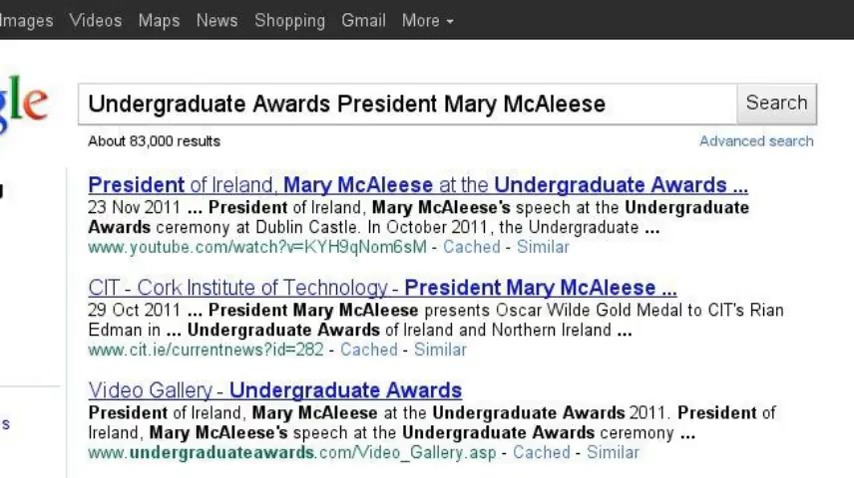 Images Videos Maps News Shopping Gmail More
gle
Undergraduate Awards President Mary McAleese Search
About 83,000 results Advanced search
President of Ireland, Mary McAleese at the Undergraduate Awards ...
23 Nov 2011 ... President of Ireland, Mary McAleese's speech at the Undergraduate
Awards ceremony at Dublin Castle. In October 2011, the Undergraduate ...
www.youtube.com/watch?v=KYH9qNom6sM - Cached - Similar
CIT - Cork Institute of Technology - President Mary McAleese ...
29 Oct 2011 ... President Mary McAleese presents Oscar Wilde Gold Medal to CIT's Rian
Edman in ... Undergraduate Awards of Ireland and Northern Ireland ...
www.cit.ie/currentnews?id=282 - Cached - Similar
Video Gallery - Undergraduate Awards
President of Ireland, Mary McAleese at the Undergraduate Awards 2011. President of
Ireland, Mary McAleese's speech at the Undergraduate Awards ceremony ...
www.undergraduateawards.com/Video_Gallery.asp - Cached - Similar